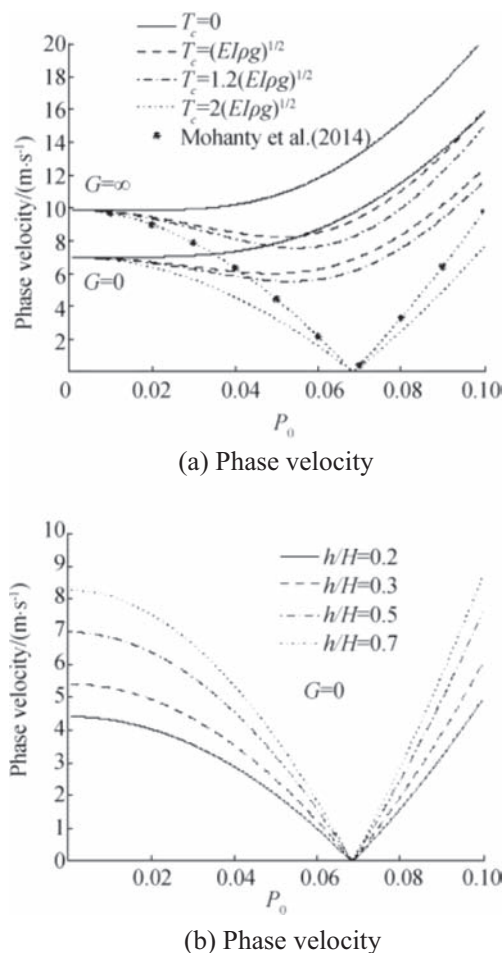 T_c=0
T_c=(EIρg)^{1/2}
T_c=1.2(EIρg)^{1/2}
T_c=2(EIρg)^{1/2}
Mohanty et al.(2014)
20
18
16
14
12
10
8
6
4
2
G=∞
G=0
Phase velocity/(m·s⁻¹)
0 0.02 0.04 0.06 0.08 0.10
P_0
(a) Phase velocity
10
9
8
7
6
5
4
3
2
1
0
h/H=0.2
h/H=0.3
h/H=0.5
h/H=0.7
G=0
Phase velocity/(m·s⁻¹)
0.02 0.04 0.06 0.08 0.10
P_0
(b) Phase velocity